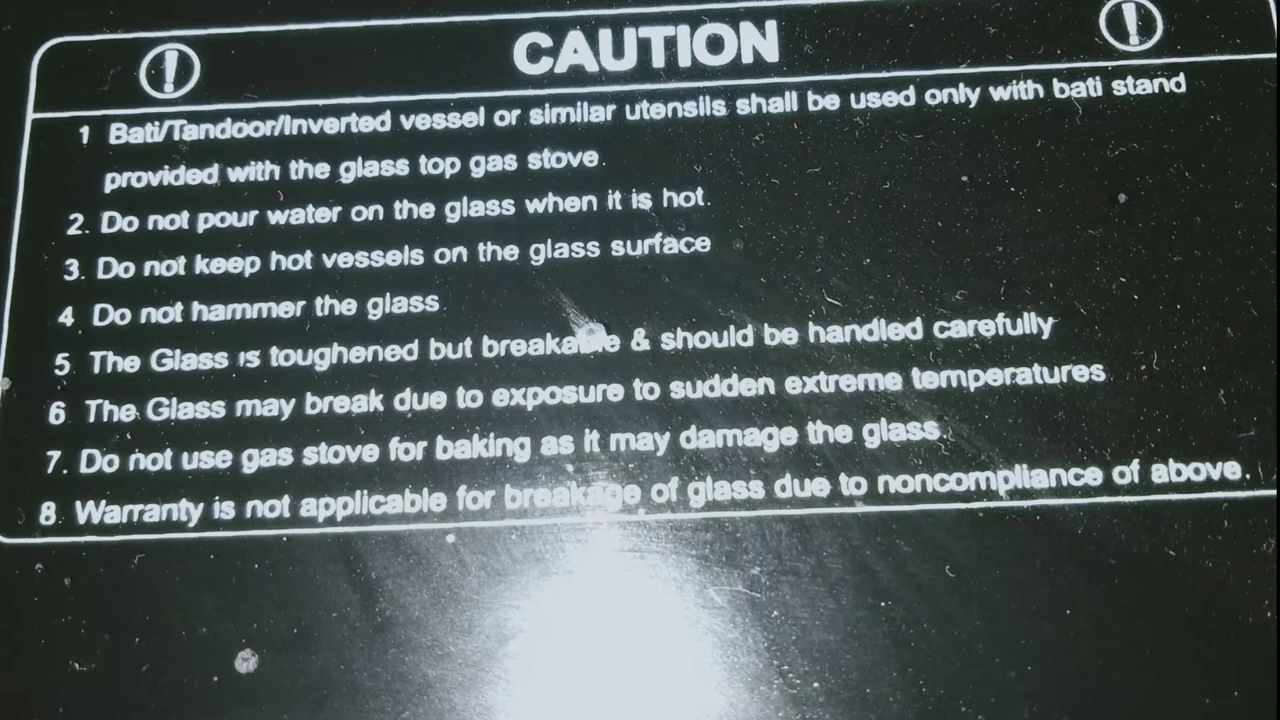 CAUTION
1 Bati/Tandoor/Inverted vessel or similar utensils shall be used only with bati stand
provided with the glass top gas stove.
2. Do not pour water on the glass when it is hot.
3. Do not keep hot vessels on the glass surface
4. Do not hammer the glass
5 The Glass is toughened but breakable & should be handled carefully
6 The Glass may break due to exposure to sudden extreme temperatures
7. Do not use gas stove for baking as it may damage the glass
8. Warranty is not applicable for breakage of glass due to noncompliance of above.